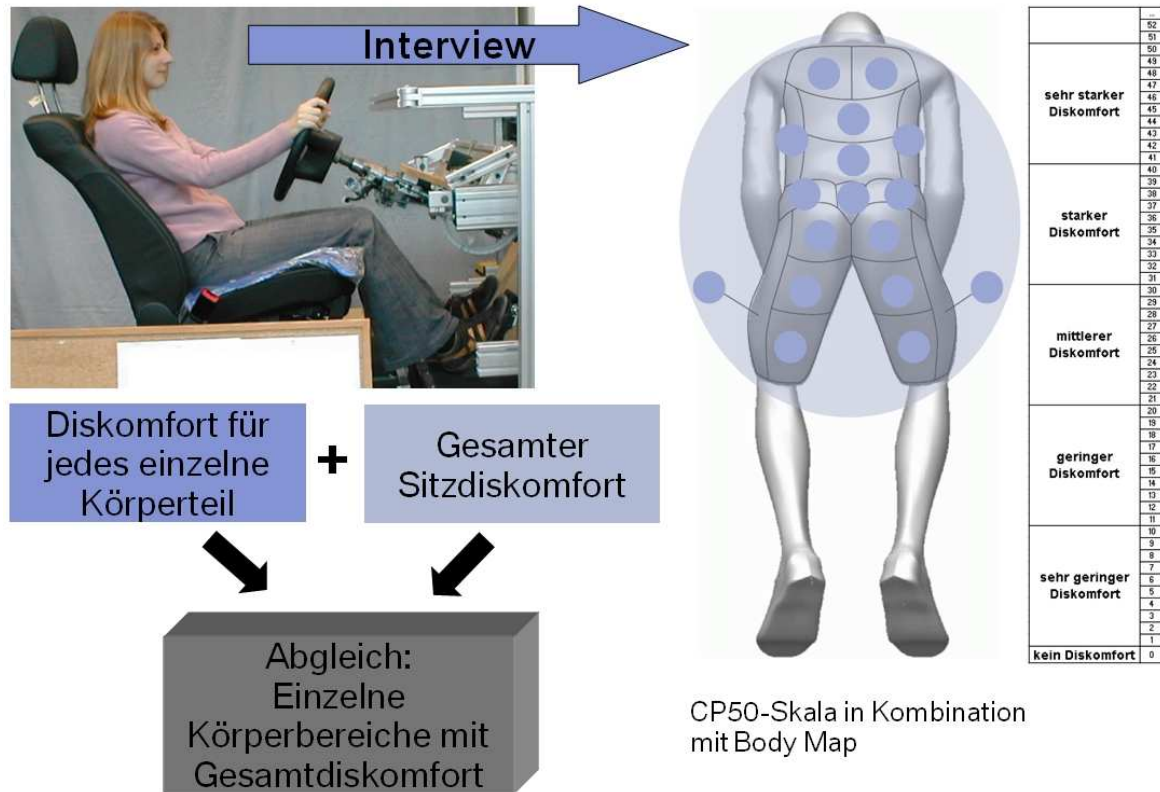 Interview
Diskomfort für
jedes einzelne
Körperteil
+
Gesamter
Sitzdiskomfort
Abgleich:
Einzelne
Körperbereiche mit
Gesamtdiskomfort
CP50-Skala in Kombination
mit Body Map
...
52
51
50
49
48
47
sehr starker
Diskomfort
46
45
44
43
42
41
40
39
38
37
starker
Diskomfort
36
35
34
33
32
31
30
29
28
27
mittlerer
Diskomfort
26
25
24
23
22
21
20
19
18
17
geringer
Diskomfort
16
15
14
13
12
11
10
9
8
7
sehr geringer
Diskomfort
6
5
4
3
2
1
kein Diskomfort 0